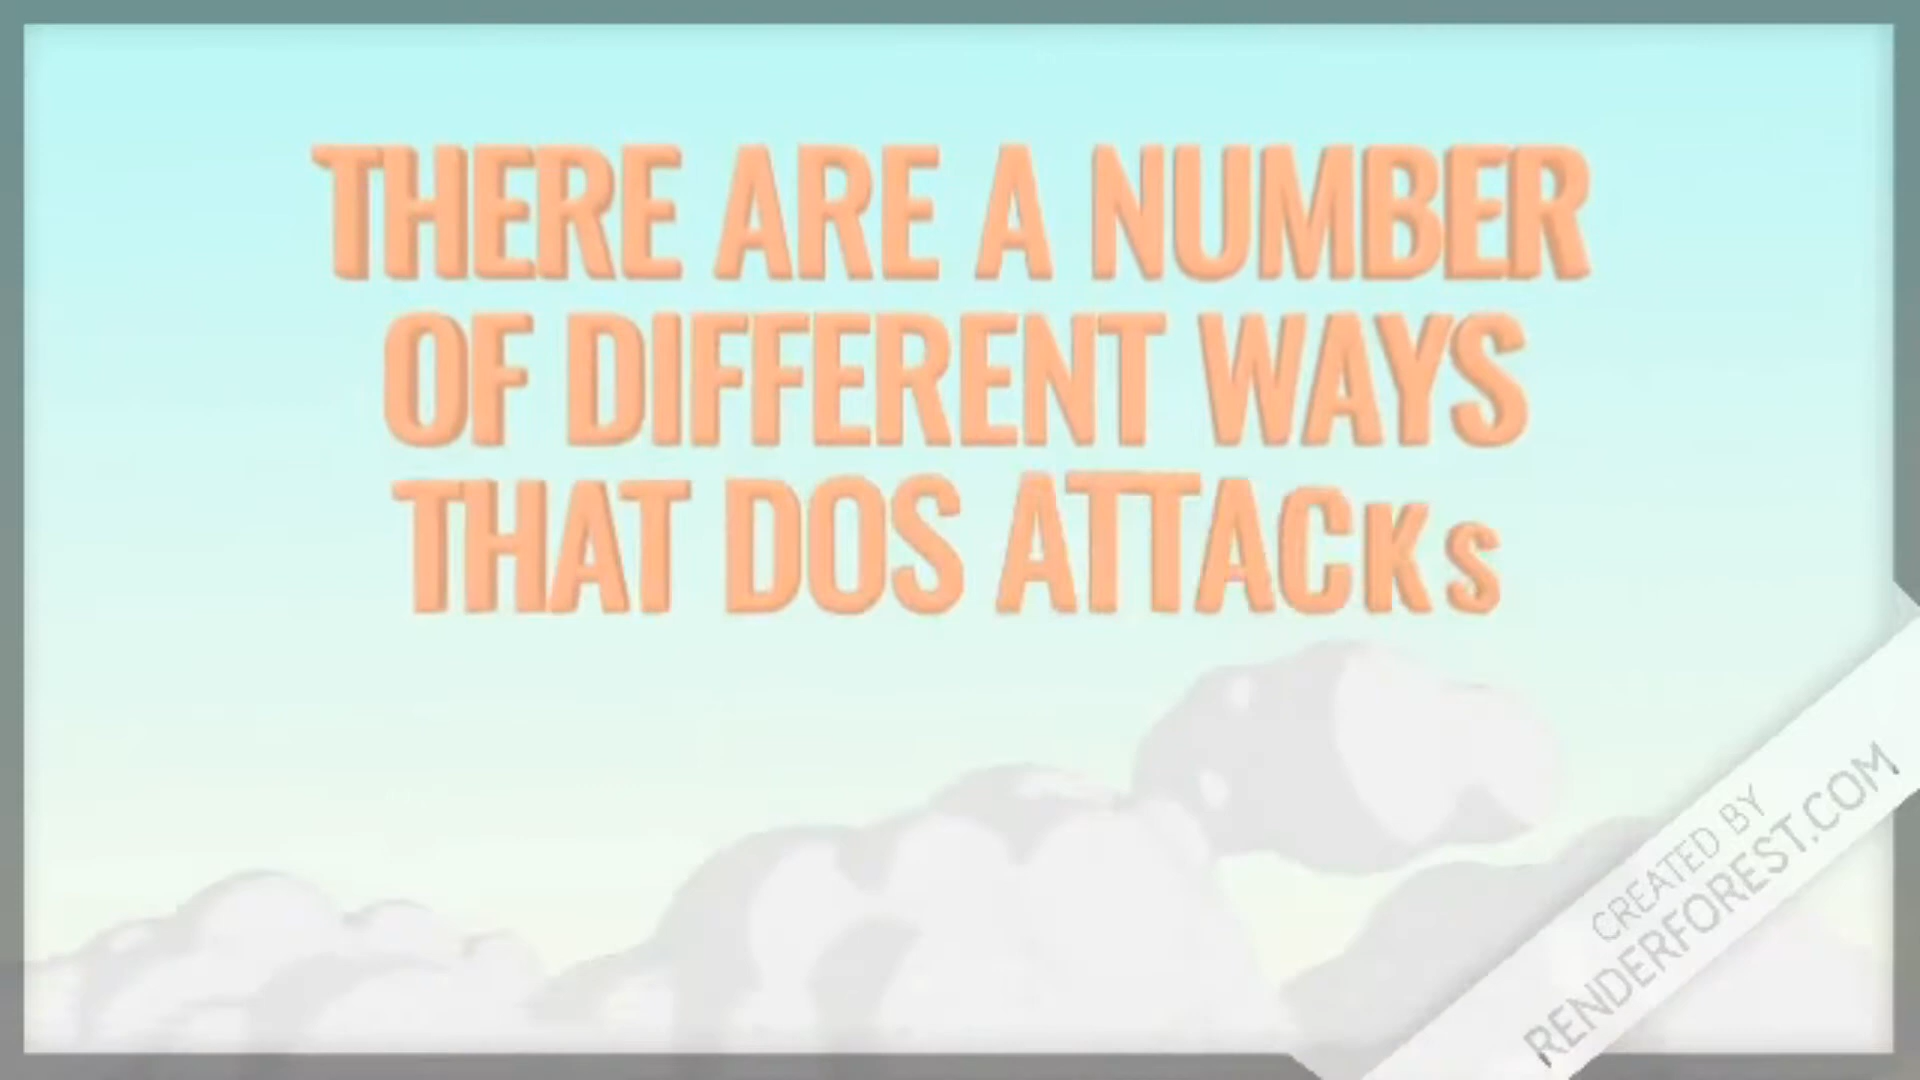 THERE ARE A NUMBER
OF DIFFERENT WAYS
THAT DOS ATTACKS
CREATED BY
RENDERFOREST.COM